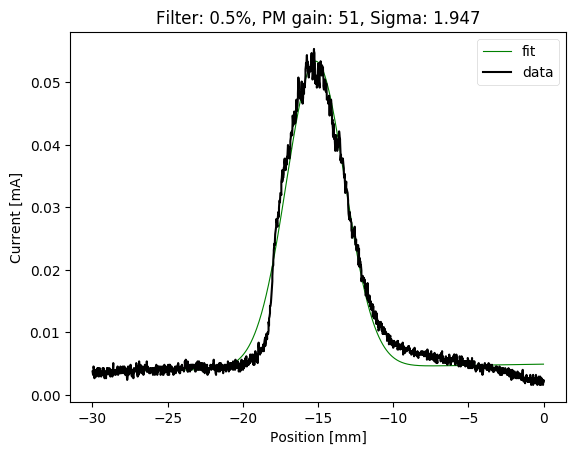 Filter: 0.5%, PM gain: 51, Sigma: 1.947
fit
data
Current [mA]
0.05
0.04
0.03
0.02
0.01
0.00
−30
−25
−20
−15
−10
−5
0
Position [mm]